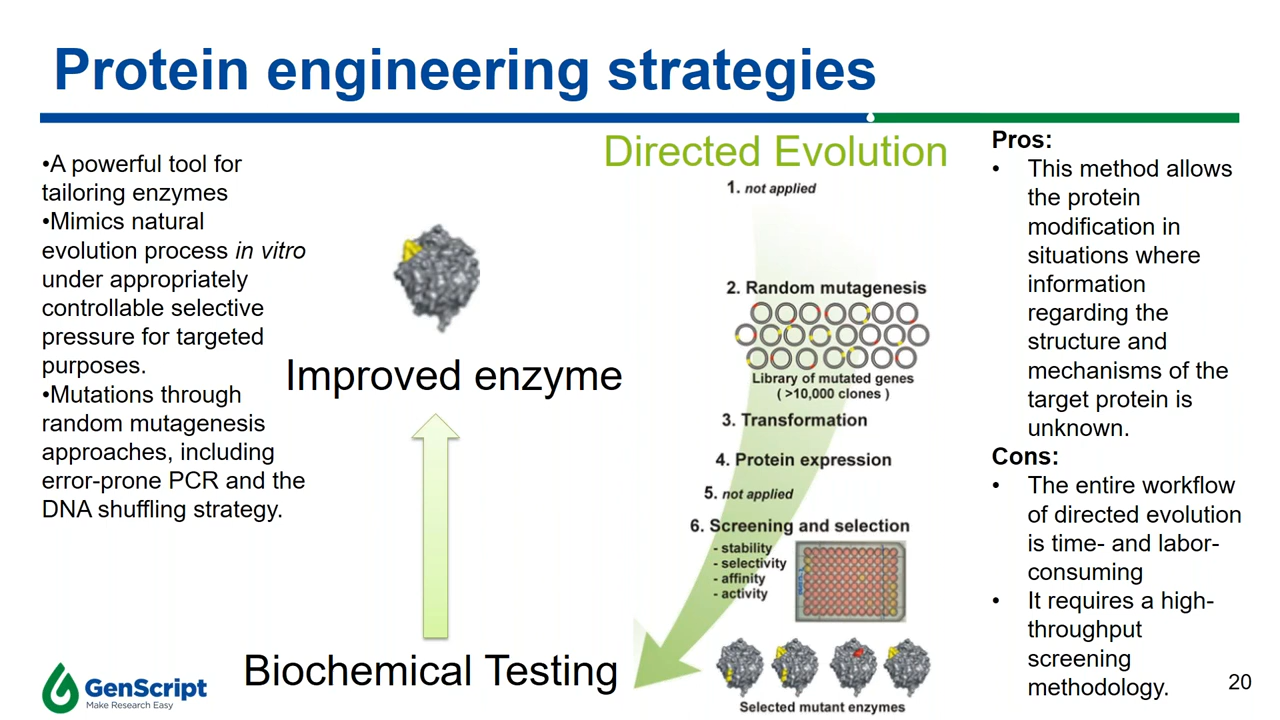 Protein engineering strategies
•A powerful tool for
tailoring enzymes
•Mimics natural
evolution process in vitro
under appropriately
controllable selective
pressure for targeted
purposes.
•Mutations through
random mutagenesis
approaches, including
error-prone PCR and the
DNA shuffling strategy.
Improved enzyme
Biochemical Testing
Directed Evolution
1. not applied
2. Random mutagenesis
Library of mutated genes
( >10,000 clones )
3. Transformation
4. Protein expression
5. not applied
6. Screening and selection
- stability
- selectivity
- affinity
- activity
Selected mutant enzymes
Pros:
• This method allows
the protein
modification in
situations where
information
regarding the
structure and
mechanisms of the
target protein is
unknown.
Cons:
• The entire workflow
of directed evolution
is time- and labor-
consuming
• It requires a high-
throughput
screening
methodology.
GenScript
Make Research Easy
20